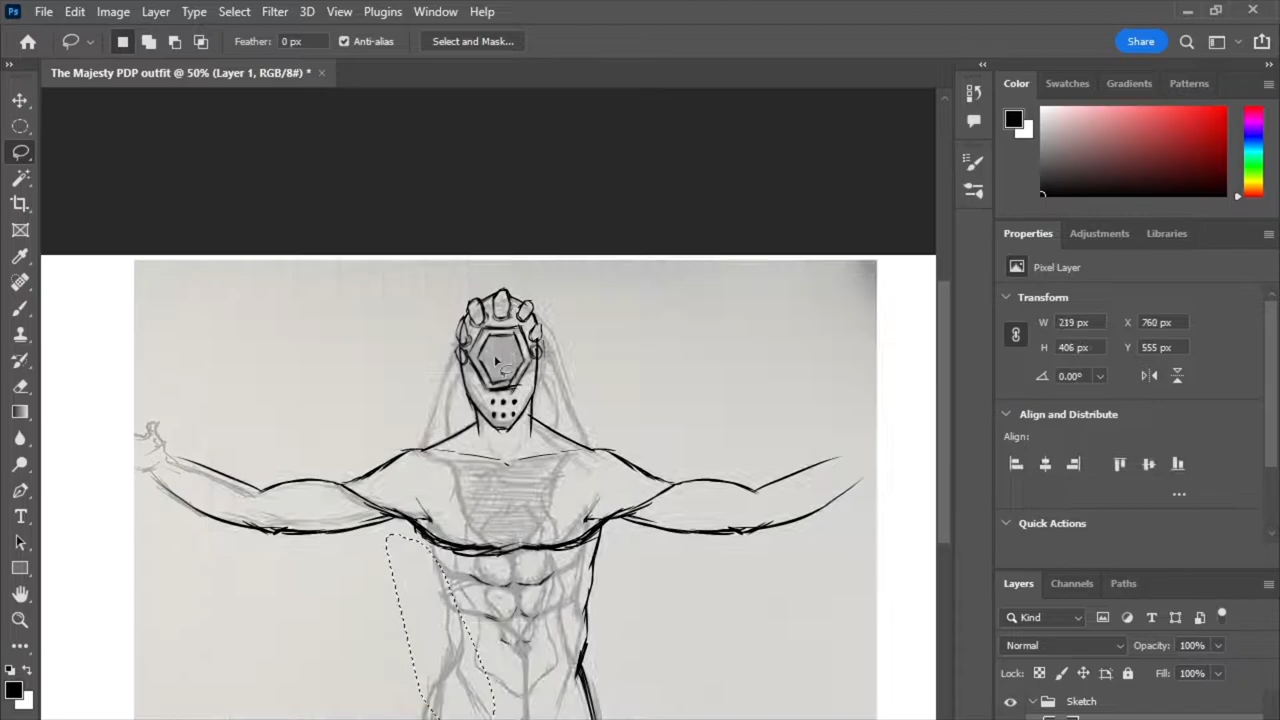 Ps File Edit Image Layer Type Select Filter 3D View Plugins Window Help
Feather: 0 px Anti-alias Select and Mask... Share
The Majesty PDP outfit @ 50% (Layer 1, RGB/8#) * ×
Color Swatches Gradients Patterns
Properties Adjustments Libraries
Pixel Layer
Transform
W 219 px X 760 px
H 406 px Y 555 px
0.00°
Align and Distribute
Align:
Quick Actions
Layers Channels Paths
Kind
Normal Opacity: 100%
Lock: Fill: 100%
Sketch